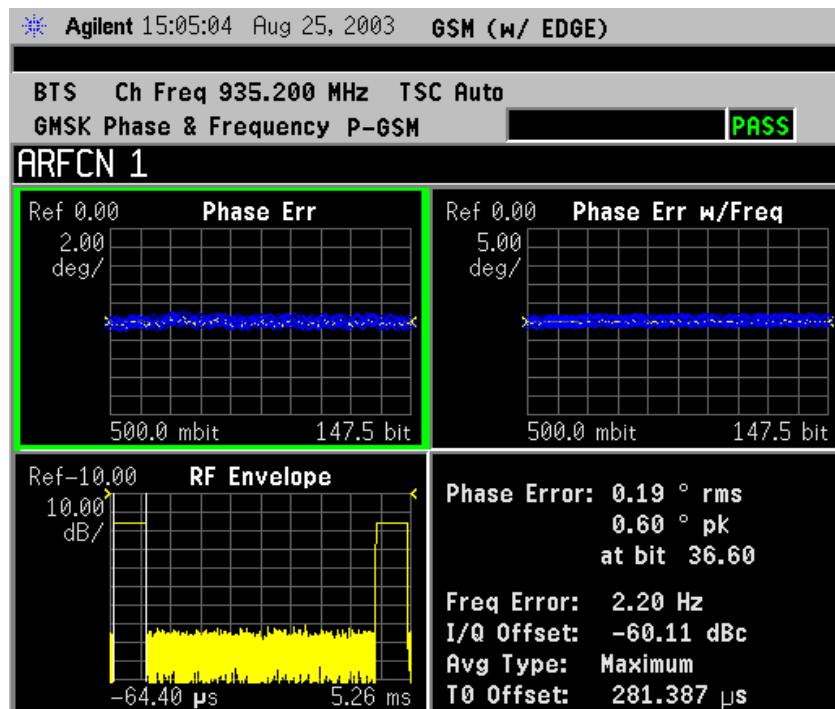 Agilent 15:05:04 Aug 25, 2003 GSM (w/ EDGE)
BTS Ch Freq 935.200 MHz TSC Auto
GMSK Phase & Frequency P-GSM PASS
ARFCN 1
Ref 0.00 Phase Err
2.00
deg/
500.0 mbit 147.5 bit
Ref 0.00 Phase Err w/Freq
5.00
deg/
500.0 mbit 147.5 bit
Ref-10.00 RF Envelope
10.00
dB/
-64.40 µs 5.26 ms
Phase Error: 0.19 ° rms
0.60 ° pk
at bit 36.60
Freq Error: 2.20 Hz
I/Q Offset: -60.11 dBc
Avg Type: Maximum
T0 Offset: 281.387 µs